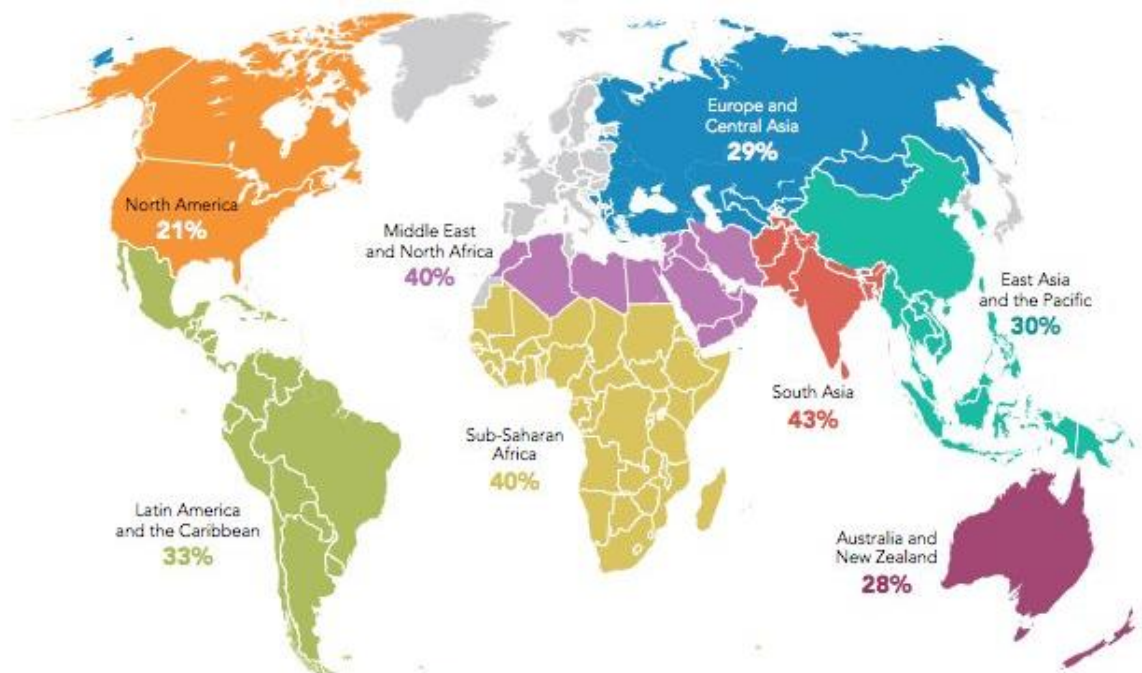 Europe and
Central Asia
29%
North America
21%
Middle East
and North Africa
40%
East Asia
and the Pacific
30%
South Asia
43%
Sub-Saharan
Africa
40%
Latin America
and the Caribbean
33%
Australia and
New Zealand
28%